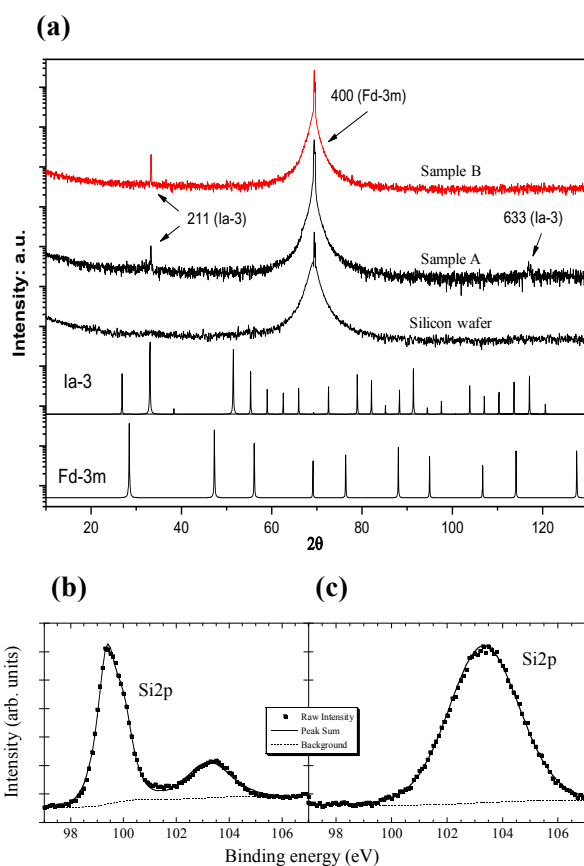 (a)
Intensity: a.u.
400 (Fd-3m)
Sample B
211 (Ia-3)
633 (Ia-3)
Sample A
Silicon wafer
Ia-3
Fd-3m
20 40 60 80 100 120
2θ
(b) (c)
Intensity (arb. units)
Si2p Si2p
Raw Intensity
Peak Sum
Background
98 100 102 104 106 98 100 102 104 106
Binding energy (eV)